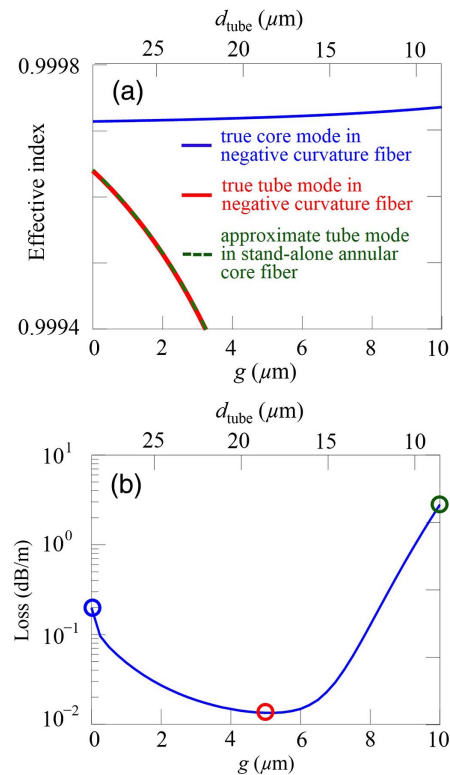 d_tube (μm)
25 20 15 10
0.9998
(a)
true core mode in
negative curvature fiber
true tube mode in
negative curvature fiber
approximate tube mode
in stand-alone annular
core fiber
Effective index
0.9994
0 2 4 6 8 10
g (μm)
d_tube (μm)
25 20 15 10
10^1
(b)
10^0
Loss (dB/m)
10^-1
10^-2
0 2 4 6 8 10
g (μm)